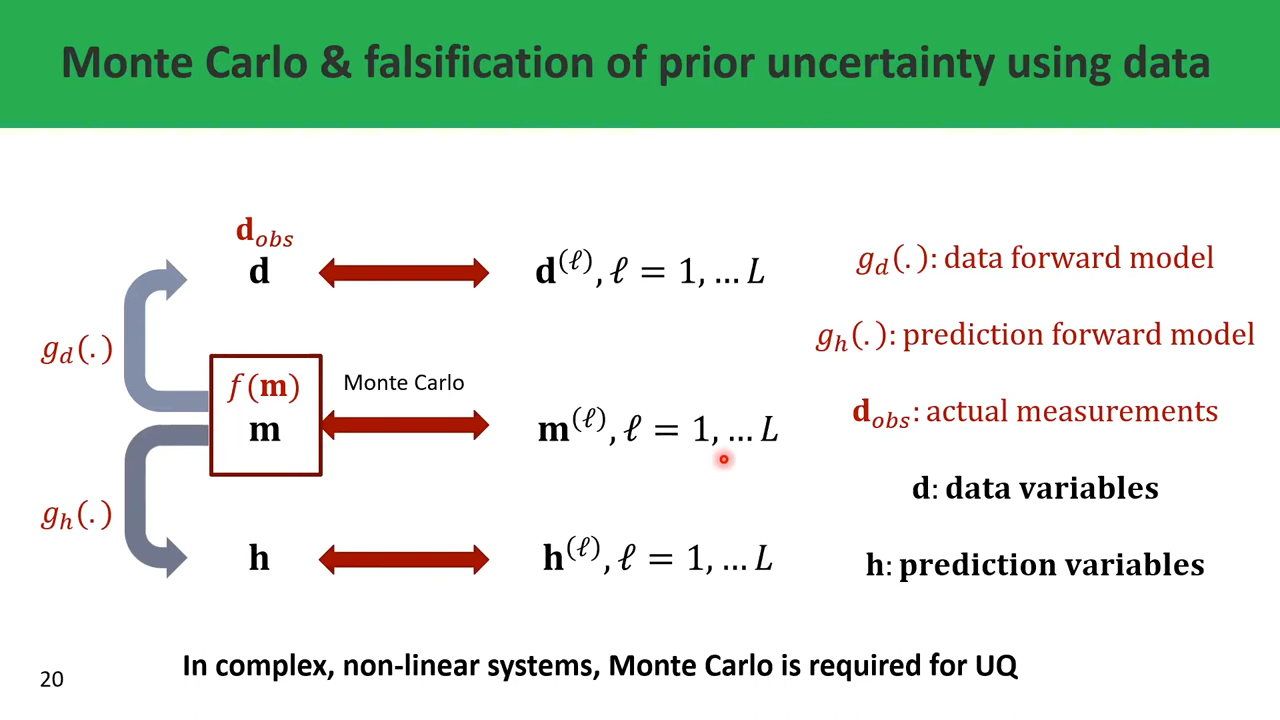 Monte Carlo & falsification of prior uncertainty using data
d_obs
d
d^(ℓ), ℓ = 1, … L
g_d(.): data forward model
g_d(.)
g_h(.): prediction forward model
f(m)
Monte Carlo
m
m^(ℓ), ℓ = 1, … L
d_obs: actual measurements
d: data variables
g_h(.)
h
h^(ℓ), ℓ = 1, … L
h: prediction variables
In complex, non-linear systems, Monte Carlo is required for UQ
20